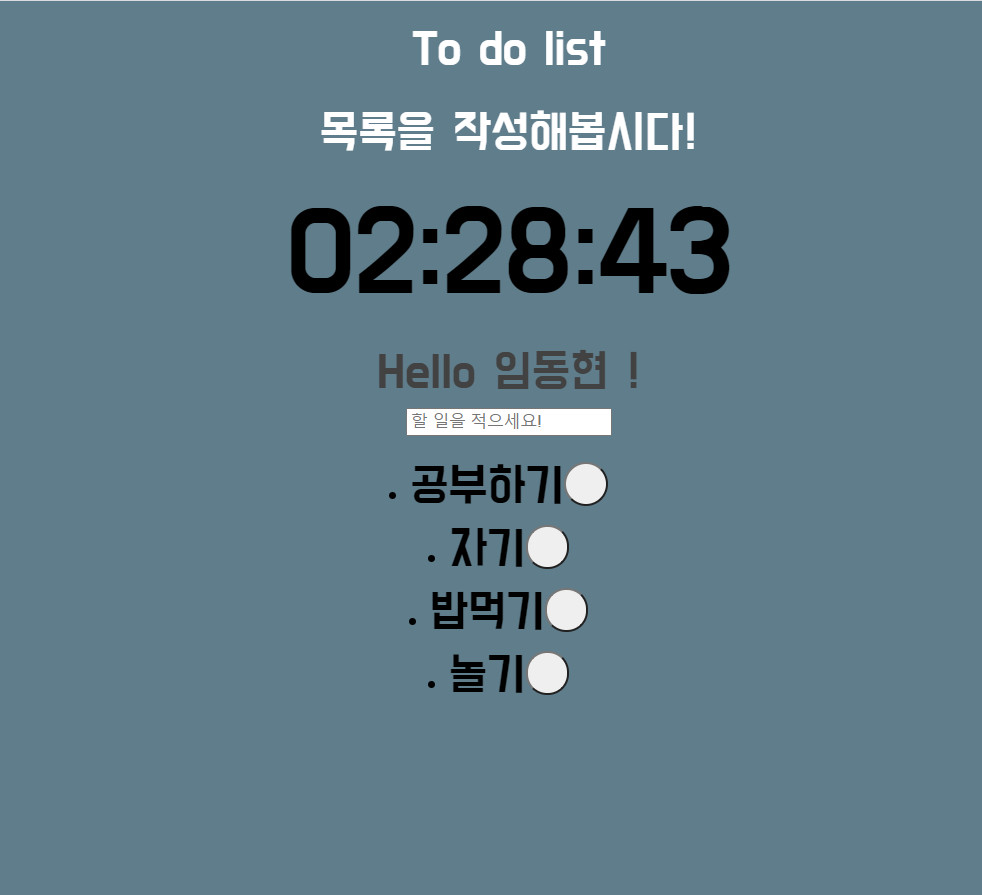 To do list
목록을 작성해봅시다!
02:28:43
Hello 임동현 !
할 일을 적으세요!
• 공부하기
• 자기
• 밥먹기
• 놀기